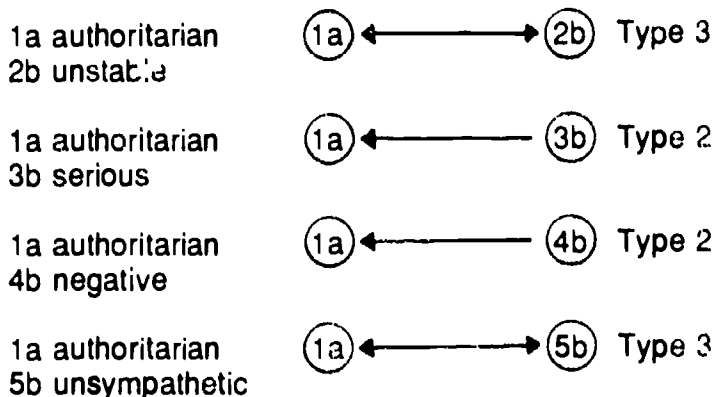 1a authoritarian 1a 2b Type 3
2b unstable
1a authoritarian 1a 3b Type 2
3b serious
1a authoritarian 1a 4b Type 2
4b negative
1a authoritarian 1a 5b Type 3
5b unsympathetic